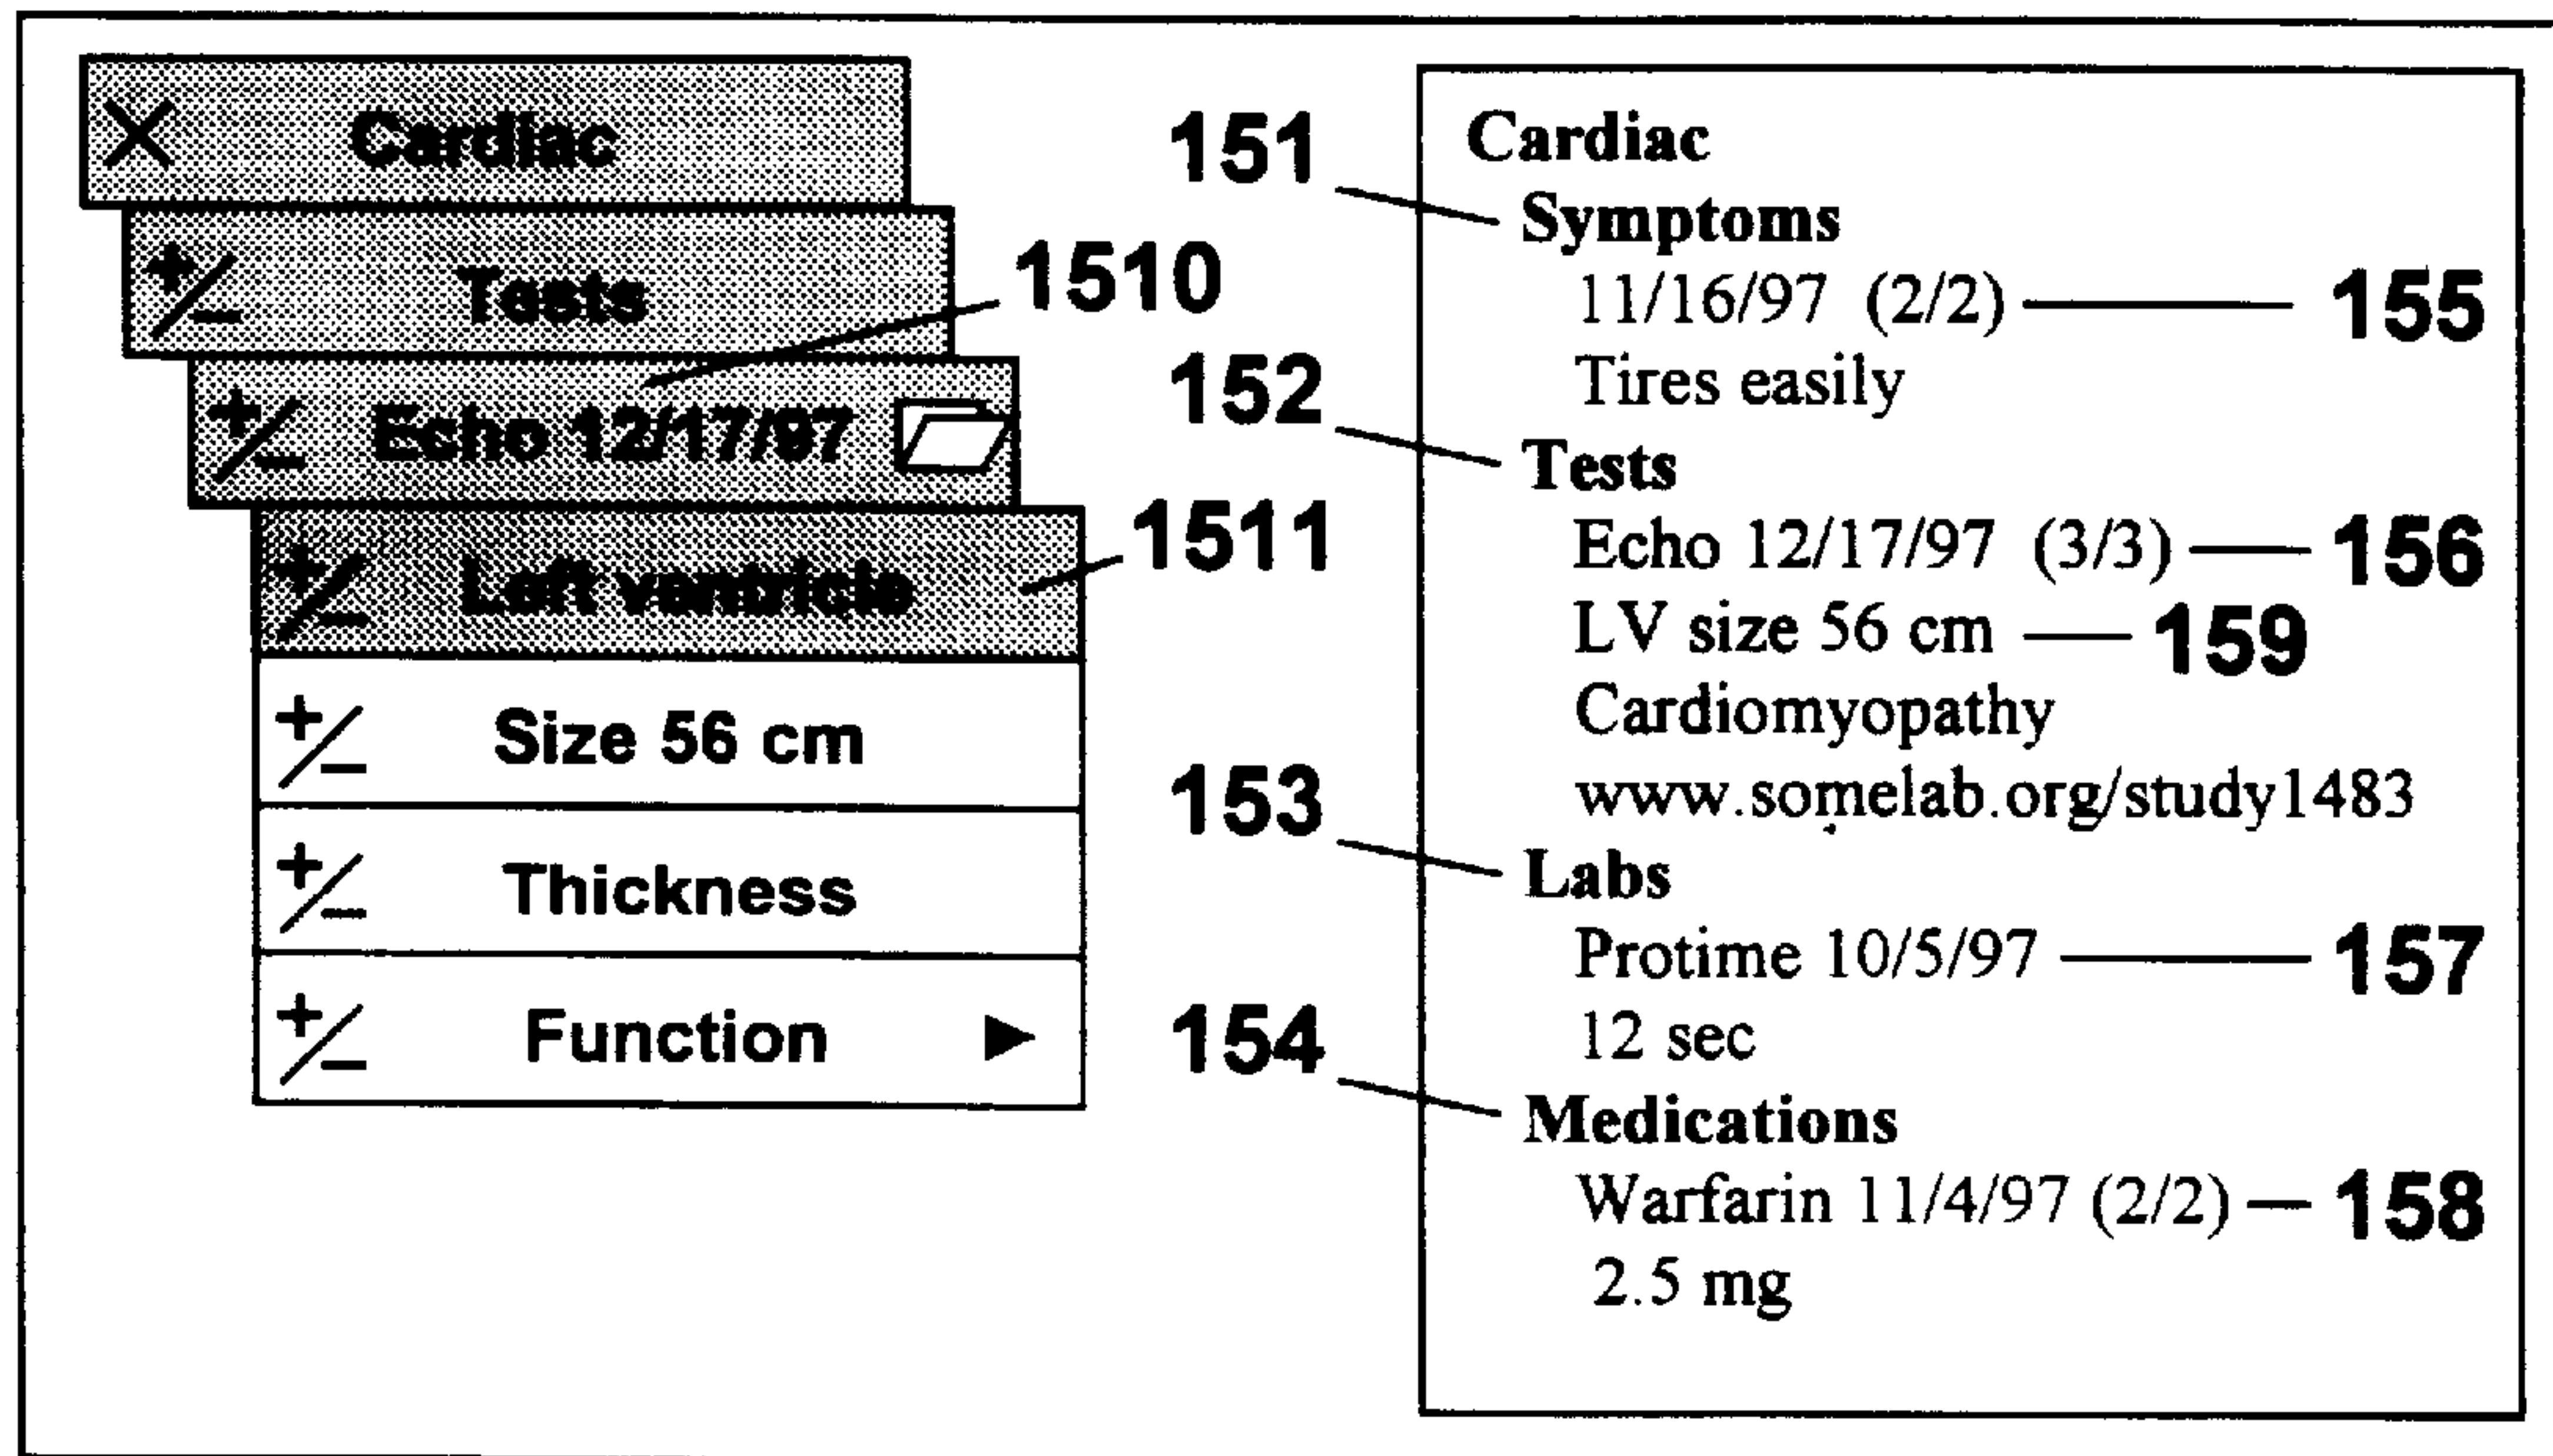 Cardiac
Tests
Echo 12/17/97
Left ventricle
Size 56 cm
Thickness
Function
1510
1511
151
152
153
154
Cardiac
Symptoms
11/16/97 (2/2)
155
Tires easily
Tests
Echo 12/17/97 (3/3)
156
LV size 56 cm
159
Cardiomyopathy
www.somelab.org/study1483
Labs
Protime 10/5/97
157
12 sec
Medications
Warfarin 11/4/97 (2/2)
158
2.5 mg